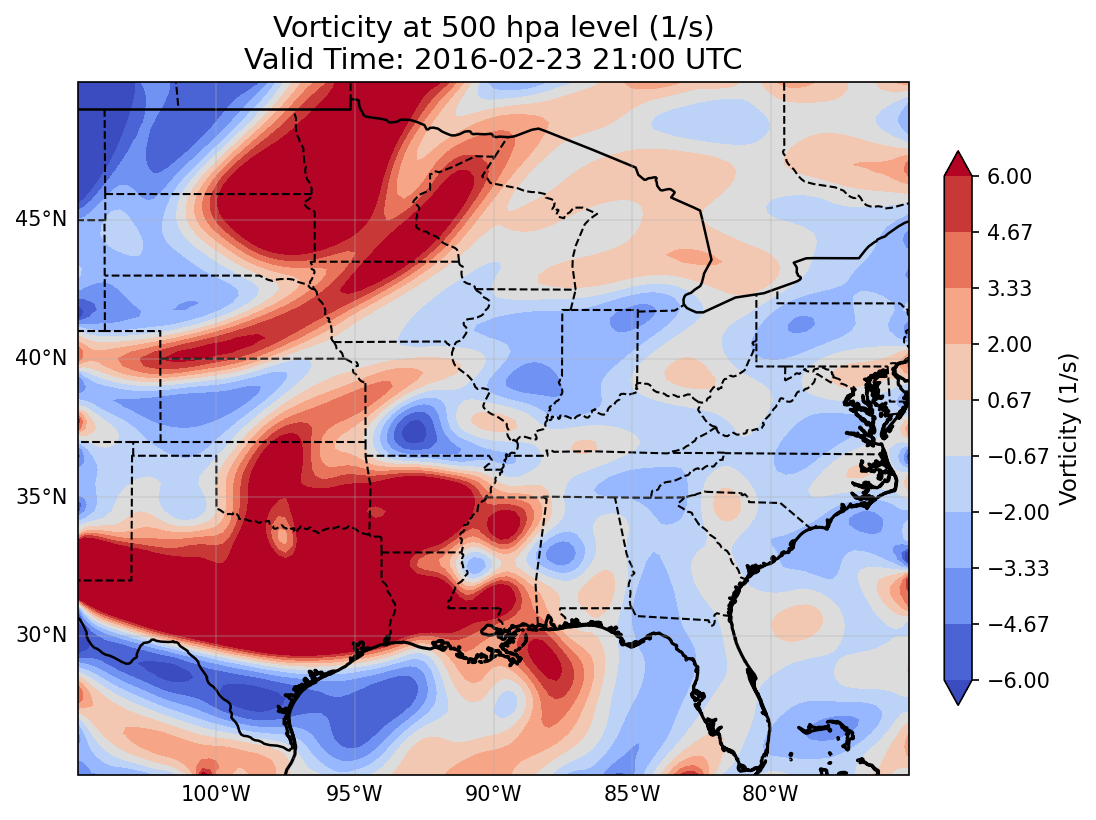 Vorticity at 500 hpa level (1/s)
Valid Time: 2016-02-23 21:00 UTC
45°N
40°N
35°N
30°N
100°W
95°W
90°W
85°W
80°W
6.00
4.67
3.33
2.00
0.67
−0.67
−2.00
−3.33
−4.67
−6.00
Vorticity (1/s)